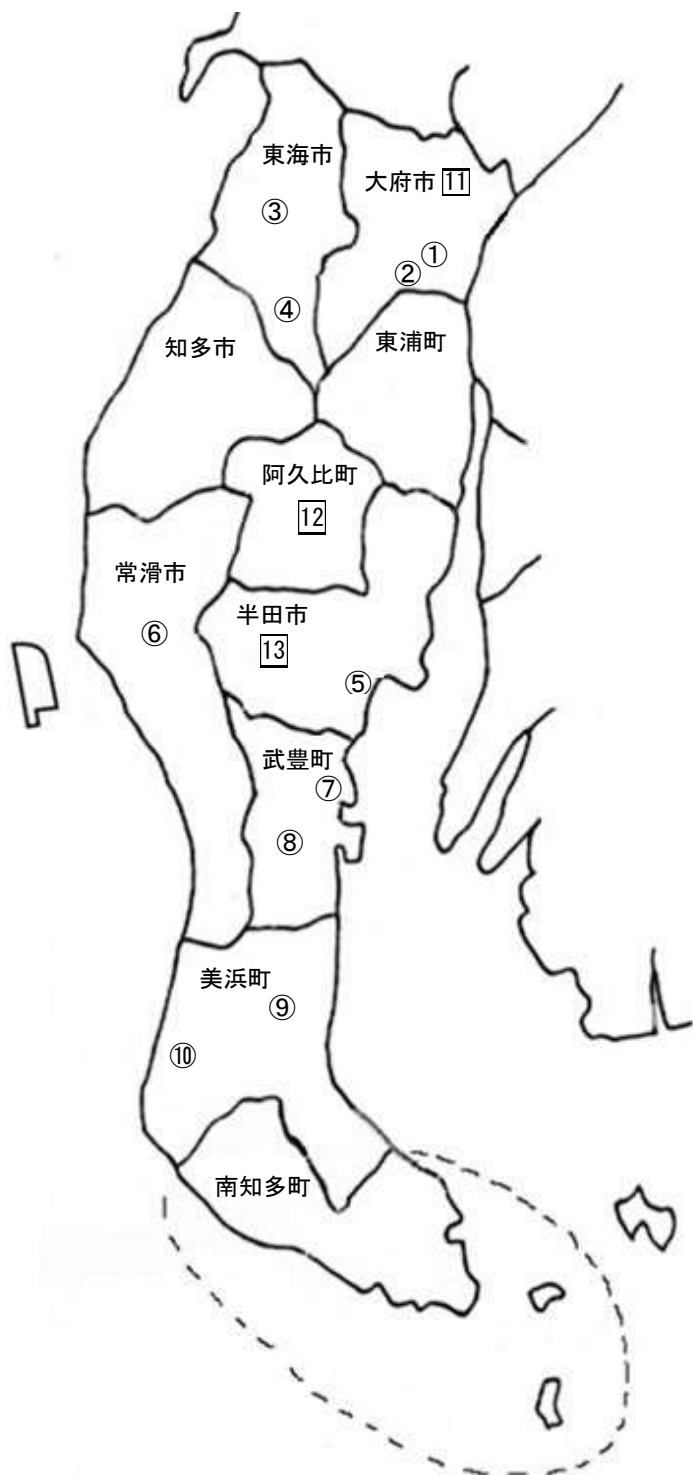 東海市
大府市 11
③
①
②
④
知多市
東浦町
阿久比町
12
常滑市
半田市
⑥
13
⑤
武豊町
⑦
⑧
美浜町
⑨
⑩
南知多町